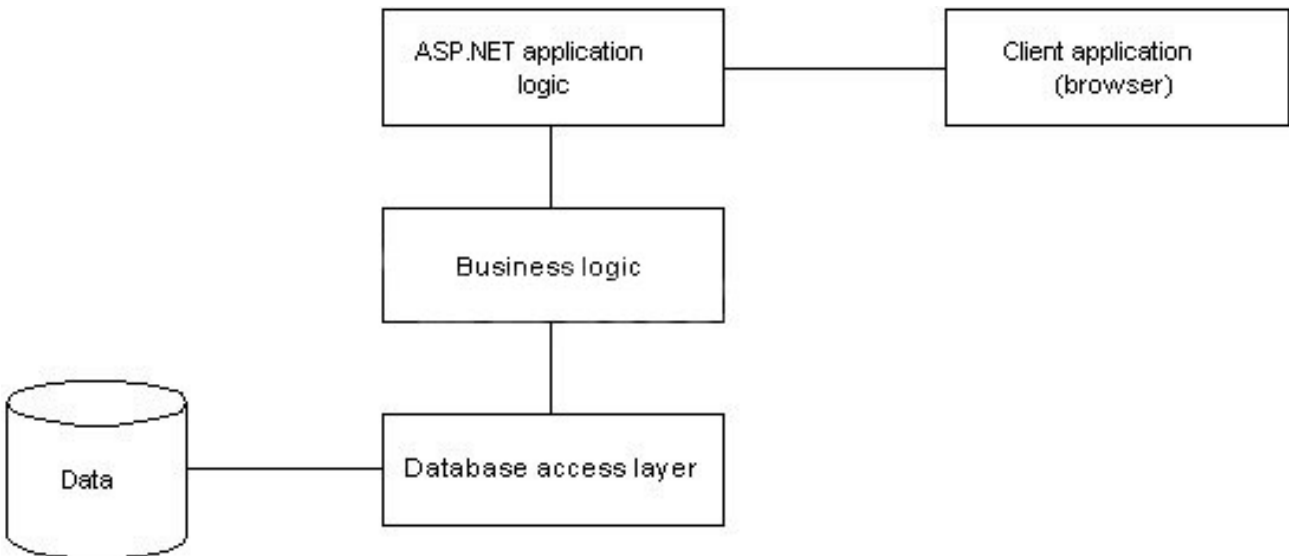 ASP.NET application
logic
Client application
(browser)
Business logic
Database access layer
Data